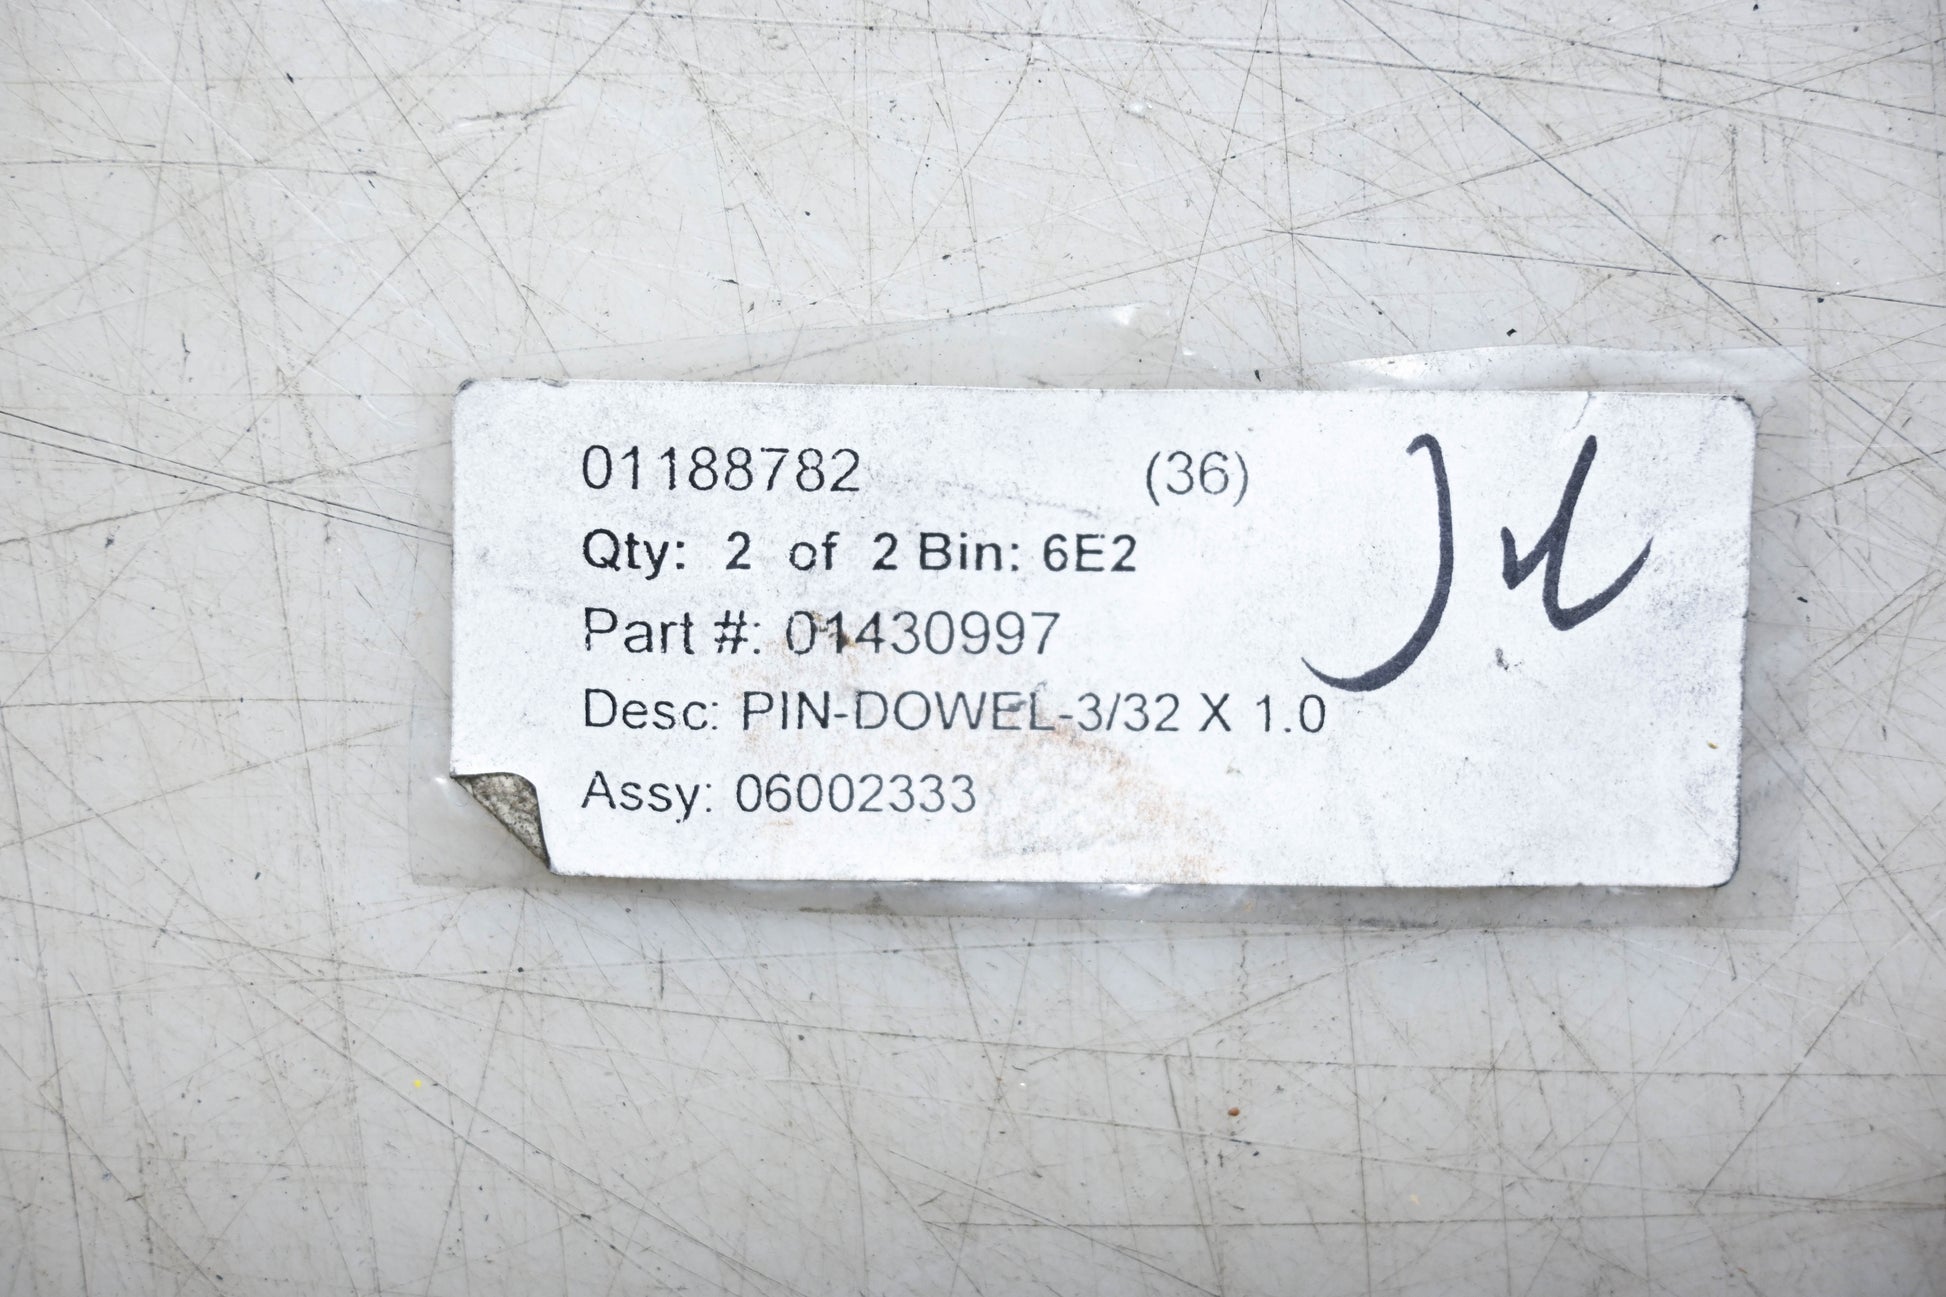 01188782 (36)
Qty: 2 of 2 Bin: 6E2
Part #: 01430997
Desc: PIN-DOWEL-3/32 X 1.0
Assy: 06002333